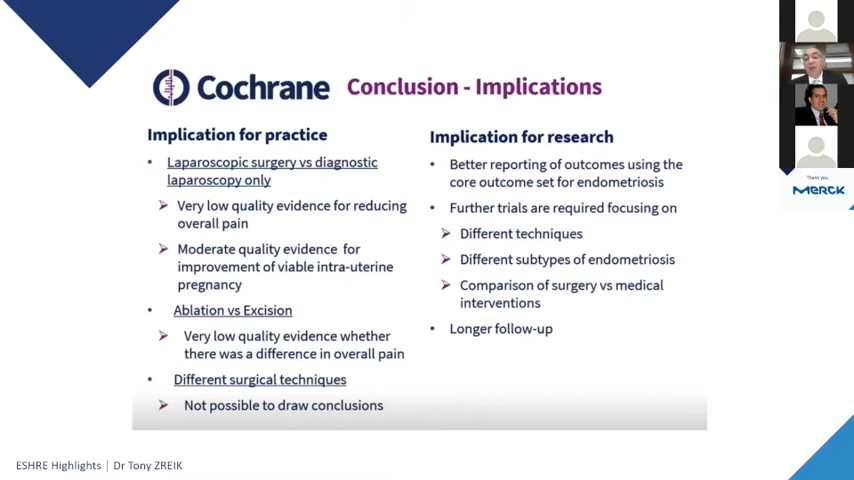 Cochrane Conclusion - Implications
Implication for practice
• Laparoscopic surgery vs diagnostic
laparoscopy only
Very low quality evidence for reducing
overall pain
Moderate quality evidence for
improvement of viable intra-uterine
pregnancy
• Ablation vs Excision
Very low quality evidence whether
there was a difference in overall pain
• Different surgical techniques
Not possible to draw conclusions
Implication for research
• Better reporting of outcomes using the
core outcome set for endometriosis
• Further trials are required focusing on
Different techniques
Different subtypes of endometriosis
Comparison of surgery vs medical
interventions
• Longer follow-up
Thank you
MERCK
ESHRE Highlights | Dr Tony ZREIK